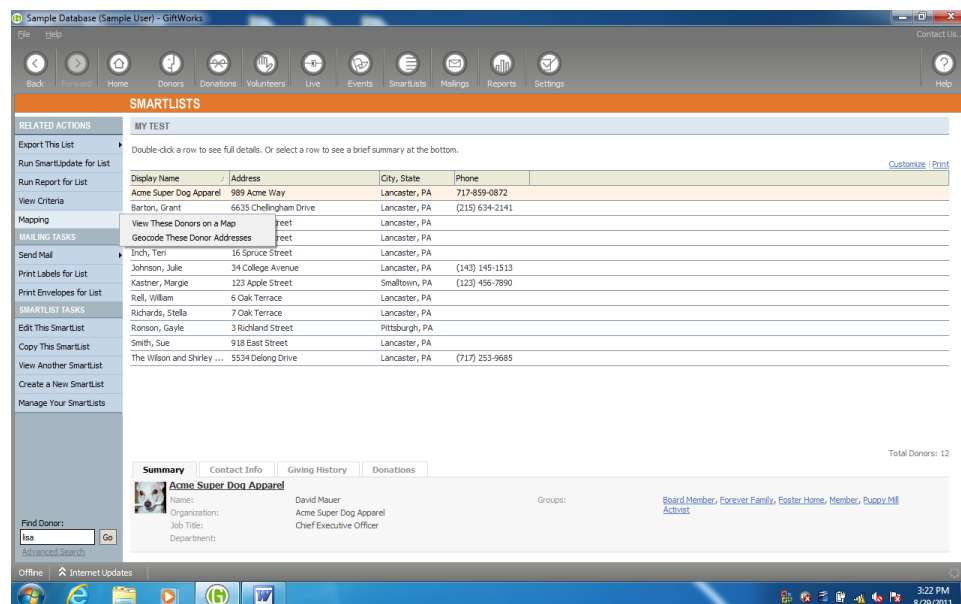 Sample Database (Sample User) - GiftWorks
File Help Contact Us.
Back Forward Home Donors Donations Volunteers Live Events SmartLists Mailings Reports Settings Help
SMARTLISTS
RELATED ACTIONS
Export This List
Run SmartUpdate for List
Run Report for List
View Criteria
Mapping
View These Donors on a Map
Geocode These Donor Addresses
MAILING TASKS
Send Mail
Print Labels for List
Print Envelopes for List
SMARTLIST TASKS
Edit This SmartList
Copy This SmartList
View Another SmartList
Create a New SmartList
Manage Your SmartLists
Find Donor:
lisa Go
Advanced Search
MY TEST
Double-click a row to see full details. Or select a row to see a brief summary at the bottom.
Customize | Print
Display Name / Address City, State Phone
Acme Super Dog Apparel 989 Acme Way Lancaster, PA 717-859-0872
Barton, Grant 6635 Chellingham Drive Lancaster, PA (215) 634-2141
reet Lancaster, PA
reet Lancaster, PA
Inch, Teri 16 Spruce Street Lancaster, PA
Johnson, Julie 34 College Avenue Lancaster, PA (143) 145-1513
Kastner, Margie 123 Apple Street Smalltown, PA (123) 456-7890
Rell, William 6 Oak Terrace Lancaster, PA
Richards, Stella 7 Oak Terrace Lancaster, PA
Ronson, Gayle 3 Richland Street Pittsburgh, PA
Smith, Sue 918 East Street Lancaster, PA
The Wilson and Shirley ... 5534 Delong Drive Lancaster, PA (717) 253-9685
Total Donors: 12
Summary Contact Info Giving History Donations
Acme Super Dog Apparel
Name: David Mauer Groups: Board Member, Forever Family, Foster Home, Member, Puppy Mill
Activist
Organization: Acme Super Dog Apparel
Job Title: Chief Executive Officer
Department:
Offline Internet Updates
3:22 PM
8/29/2011